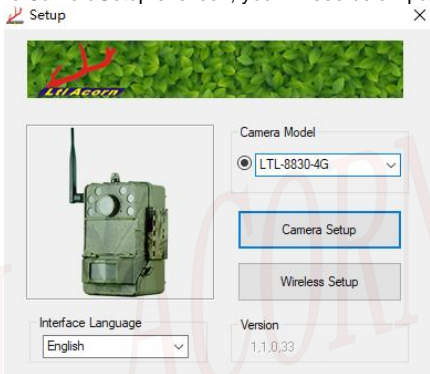 Setup
Ltl Acorn
Camera Model
LTL-8830-4G
Camera Setup
Wireless Setup
Interface Language
English
Version
1,1,0,33
ACORN